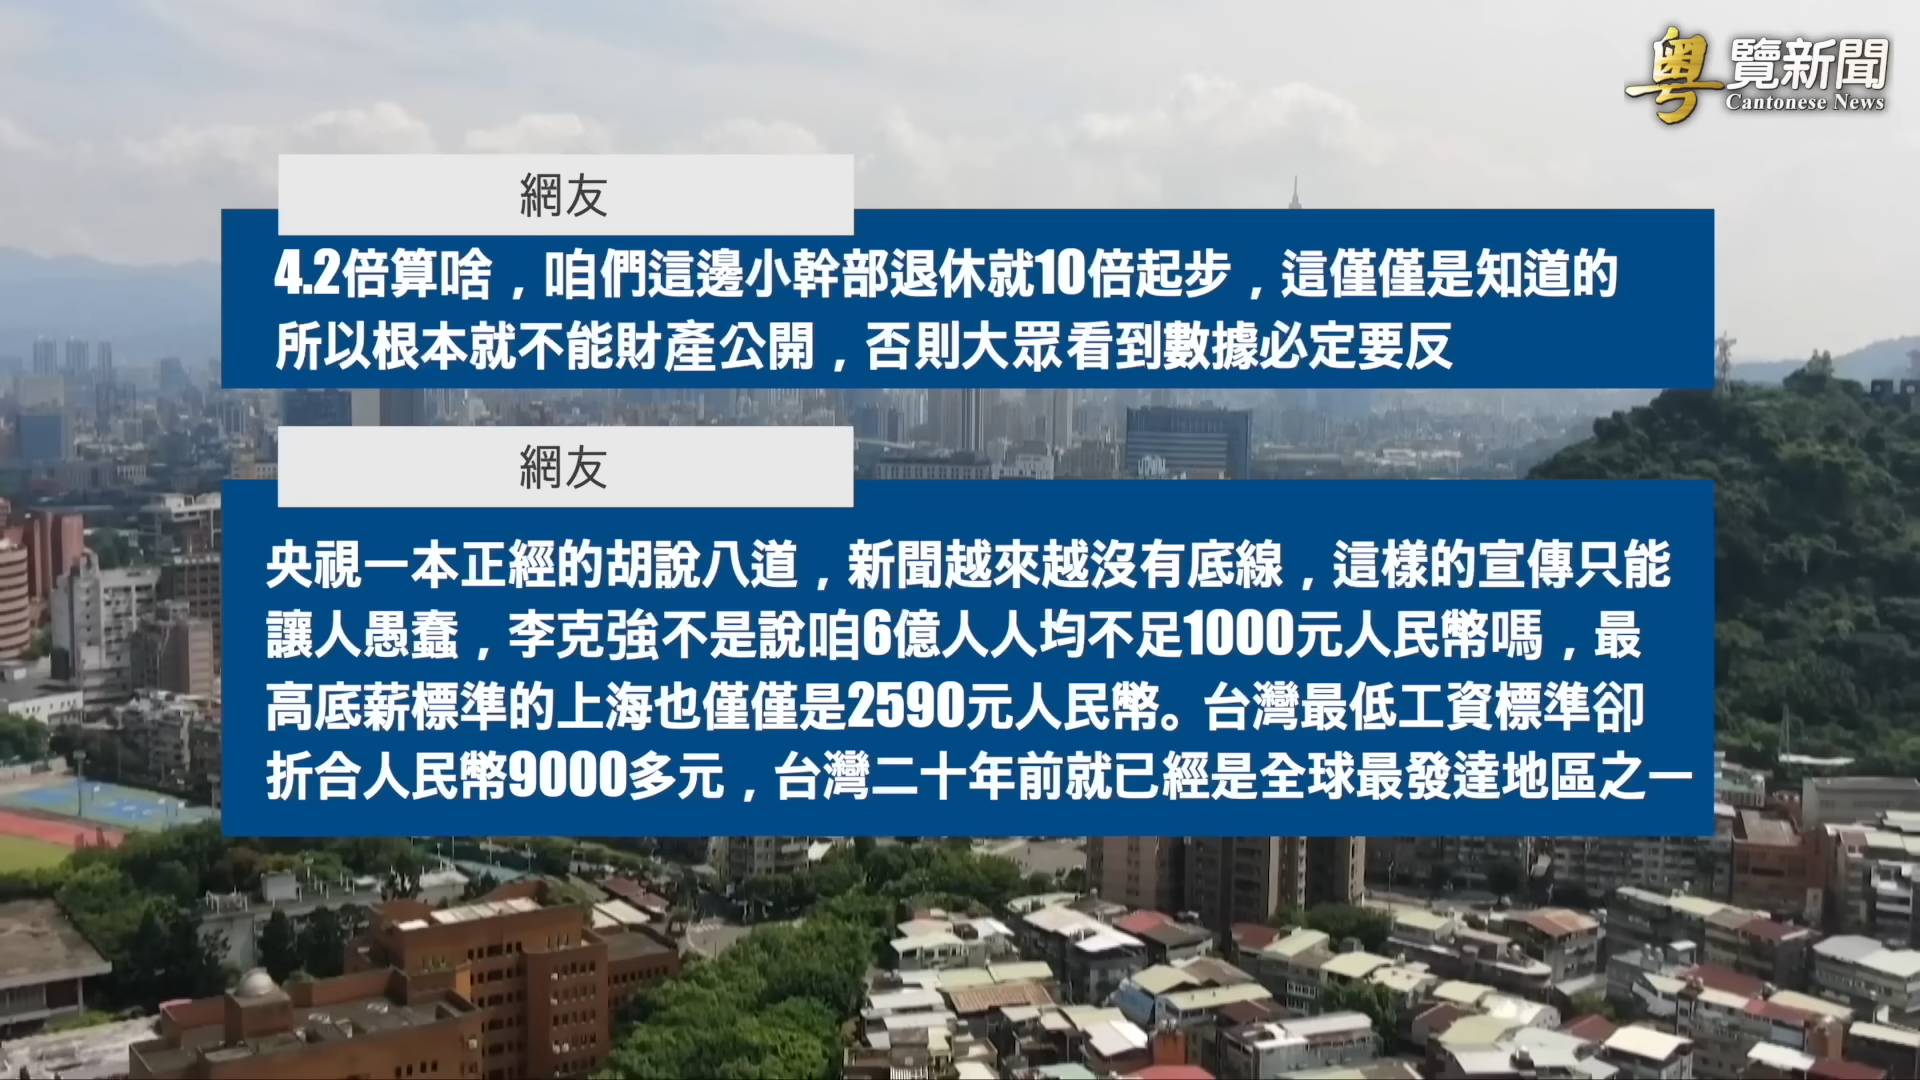 粵覽新聞
Cantonese News
網友
4.2倍算啥，咱們這邊小幹部退休就10倍起步，這僅僅是知道的
所以根本就不能財產公開，否則大眾看到數據必定要反
網友
央視一本正經的胡說八道，新聞越來越沒有底線，這樣的宣傳只能
讓人愚蠢，李克強不是說咱6億人人均不足1000元人民幣嗎，最
高底薪標準的上海也僅僅是2590元人民幣。台灣最低工資標準卻
折合人民幣9000多元，台灣二十年前就已經是全球最發達地區之一